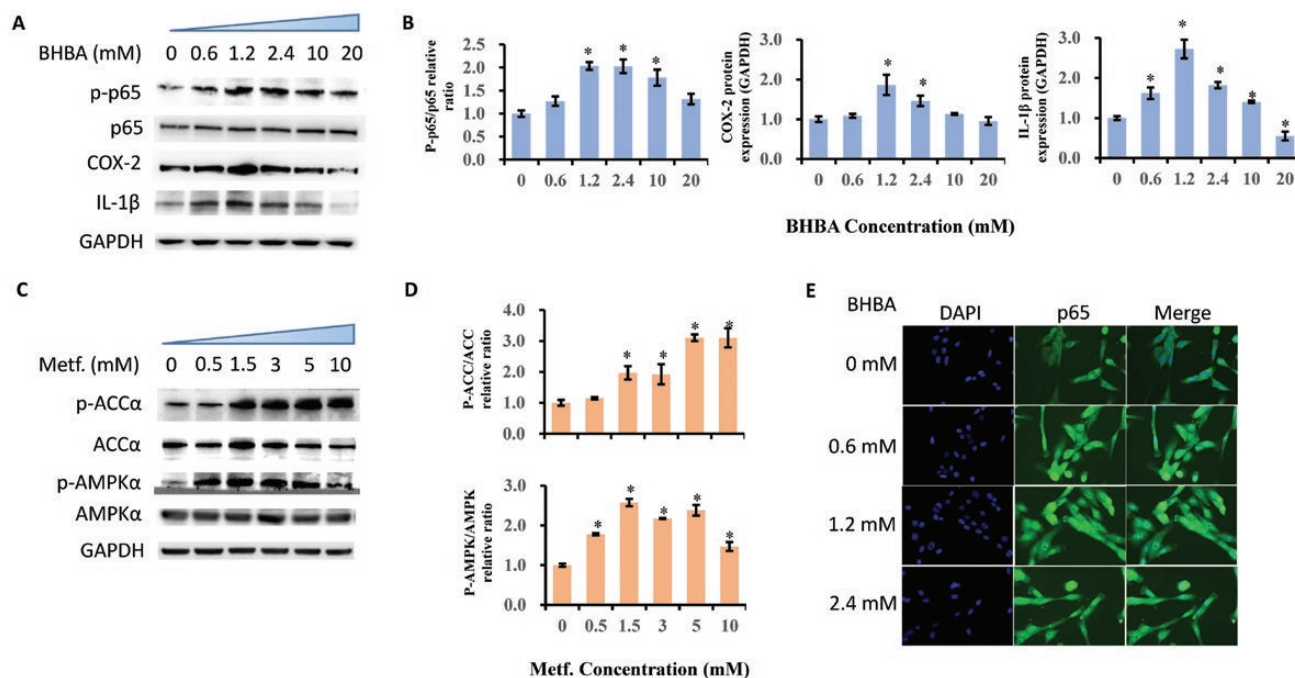 A
BHBA (mM)
0 0.6 1.2 2.4 10 20
p-p65
p65
COX-2
IL-1β
GAPDH
B
P-p65/p65 relative
ratio
2.5
2.0
1.5
1.0
0.5
0.0
* * *
0 0.6 1.2 2.4 10 20
COX-2 protein
expression (GAPDH)
3.0
2.0
1.0
0.0
* *
0 0.6 1.2 2.4 10 20
IL-1β protein
expression (GAPDH)
3.0
2.0
1.0
0.0
* * * * *
0 0.6 1.2 2.4 10 20
BHBA Concentration (mM)
C
Metf. (mM)
0 0.5 1.5 3 5 10
p-ACCα
ACCα
p-AMPKα
AMPKα
GAPDH
D
P-ACC/ACC
relative ratio
4.0
3.0
2.0
1.0
0.0
* * * *
P-AMPK/AMPK
relative ratio
3.0
2.0
1.0
0.0
* * * * *
0 0.5 1.5 3 5 10
Metf. Concentration (mM)
E
BHBA
DAPI p65 Merge
0 mM
0.6 mM
1.2 mM
2.4 mM